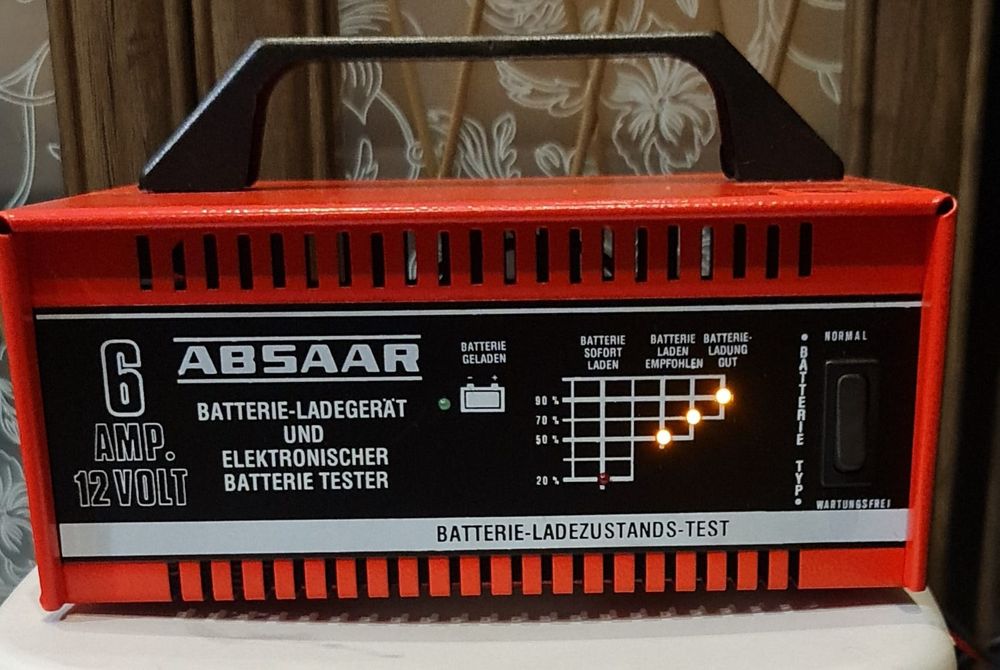 6
AMP.
12 VOLT
ABSAAR
BATTERIE-LADEGERÄT
UND
ELEKTRONISCHER
BATTERIE TESTER
BATTERIE
GELADEN
- +
BATTERIE
SOFORT
LADEN
BATTERIE
LADEN
EMPFOHLEN
BATTERIE-
LADUNG
GUT
90 %
70 %
50 %
20 %
• BATTERIE TYP •
NORMAL
WARTUNGSFREI
BATTERIE-LADEZUSTANDS-TEST